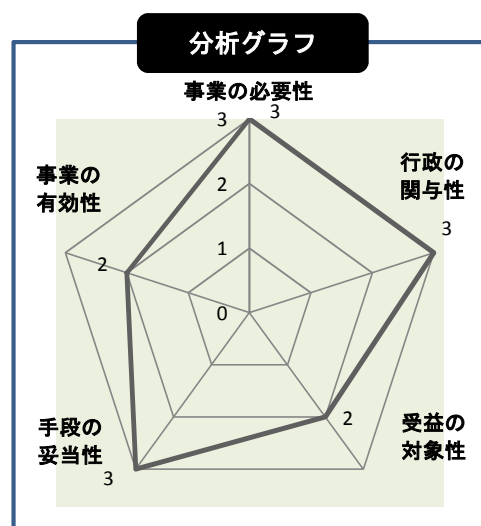 分析グラフ
事業の必要性
3
3
行政の
関与性
3
事業の
有効性
2
2
1
0
受益の
対象性
2
手段の
妥当性
3